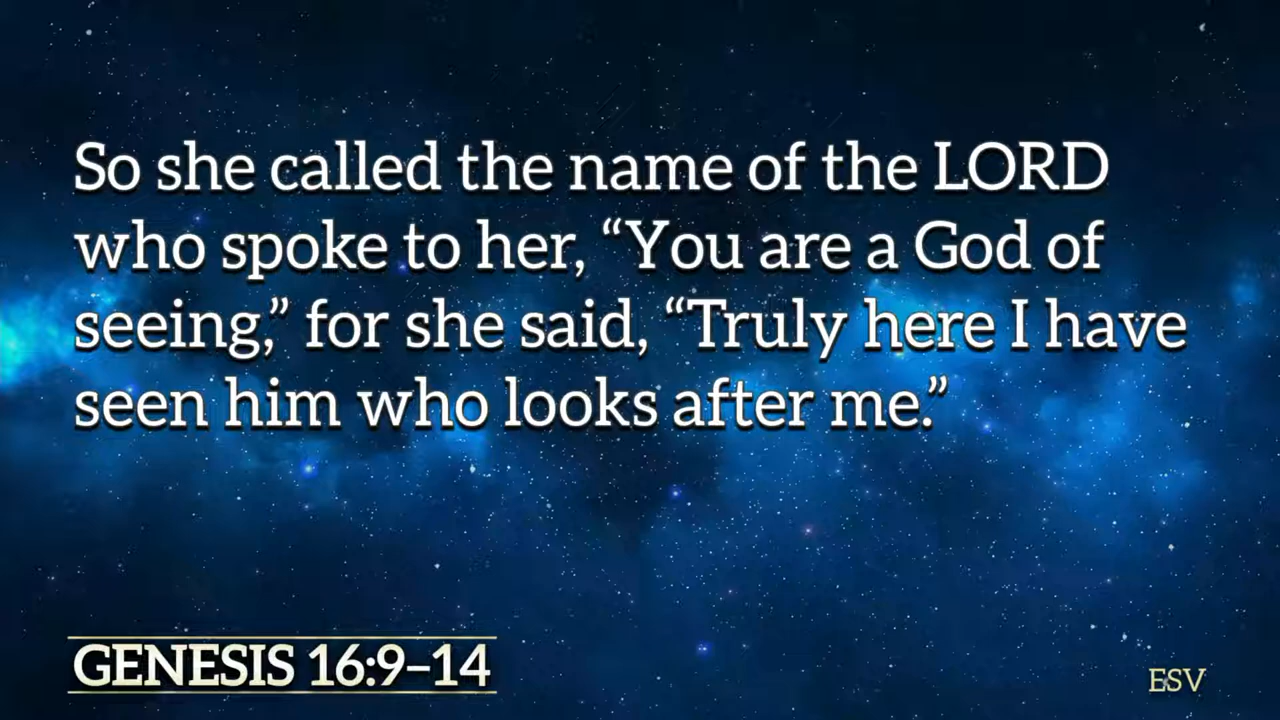 So she called the name of the LORD
who spoke to her, “You are a God of
seeing,” for she said, “Truly here I have
seen him who looks after me.”
GENESIS 16:9–14
ESV